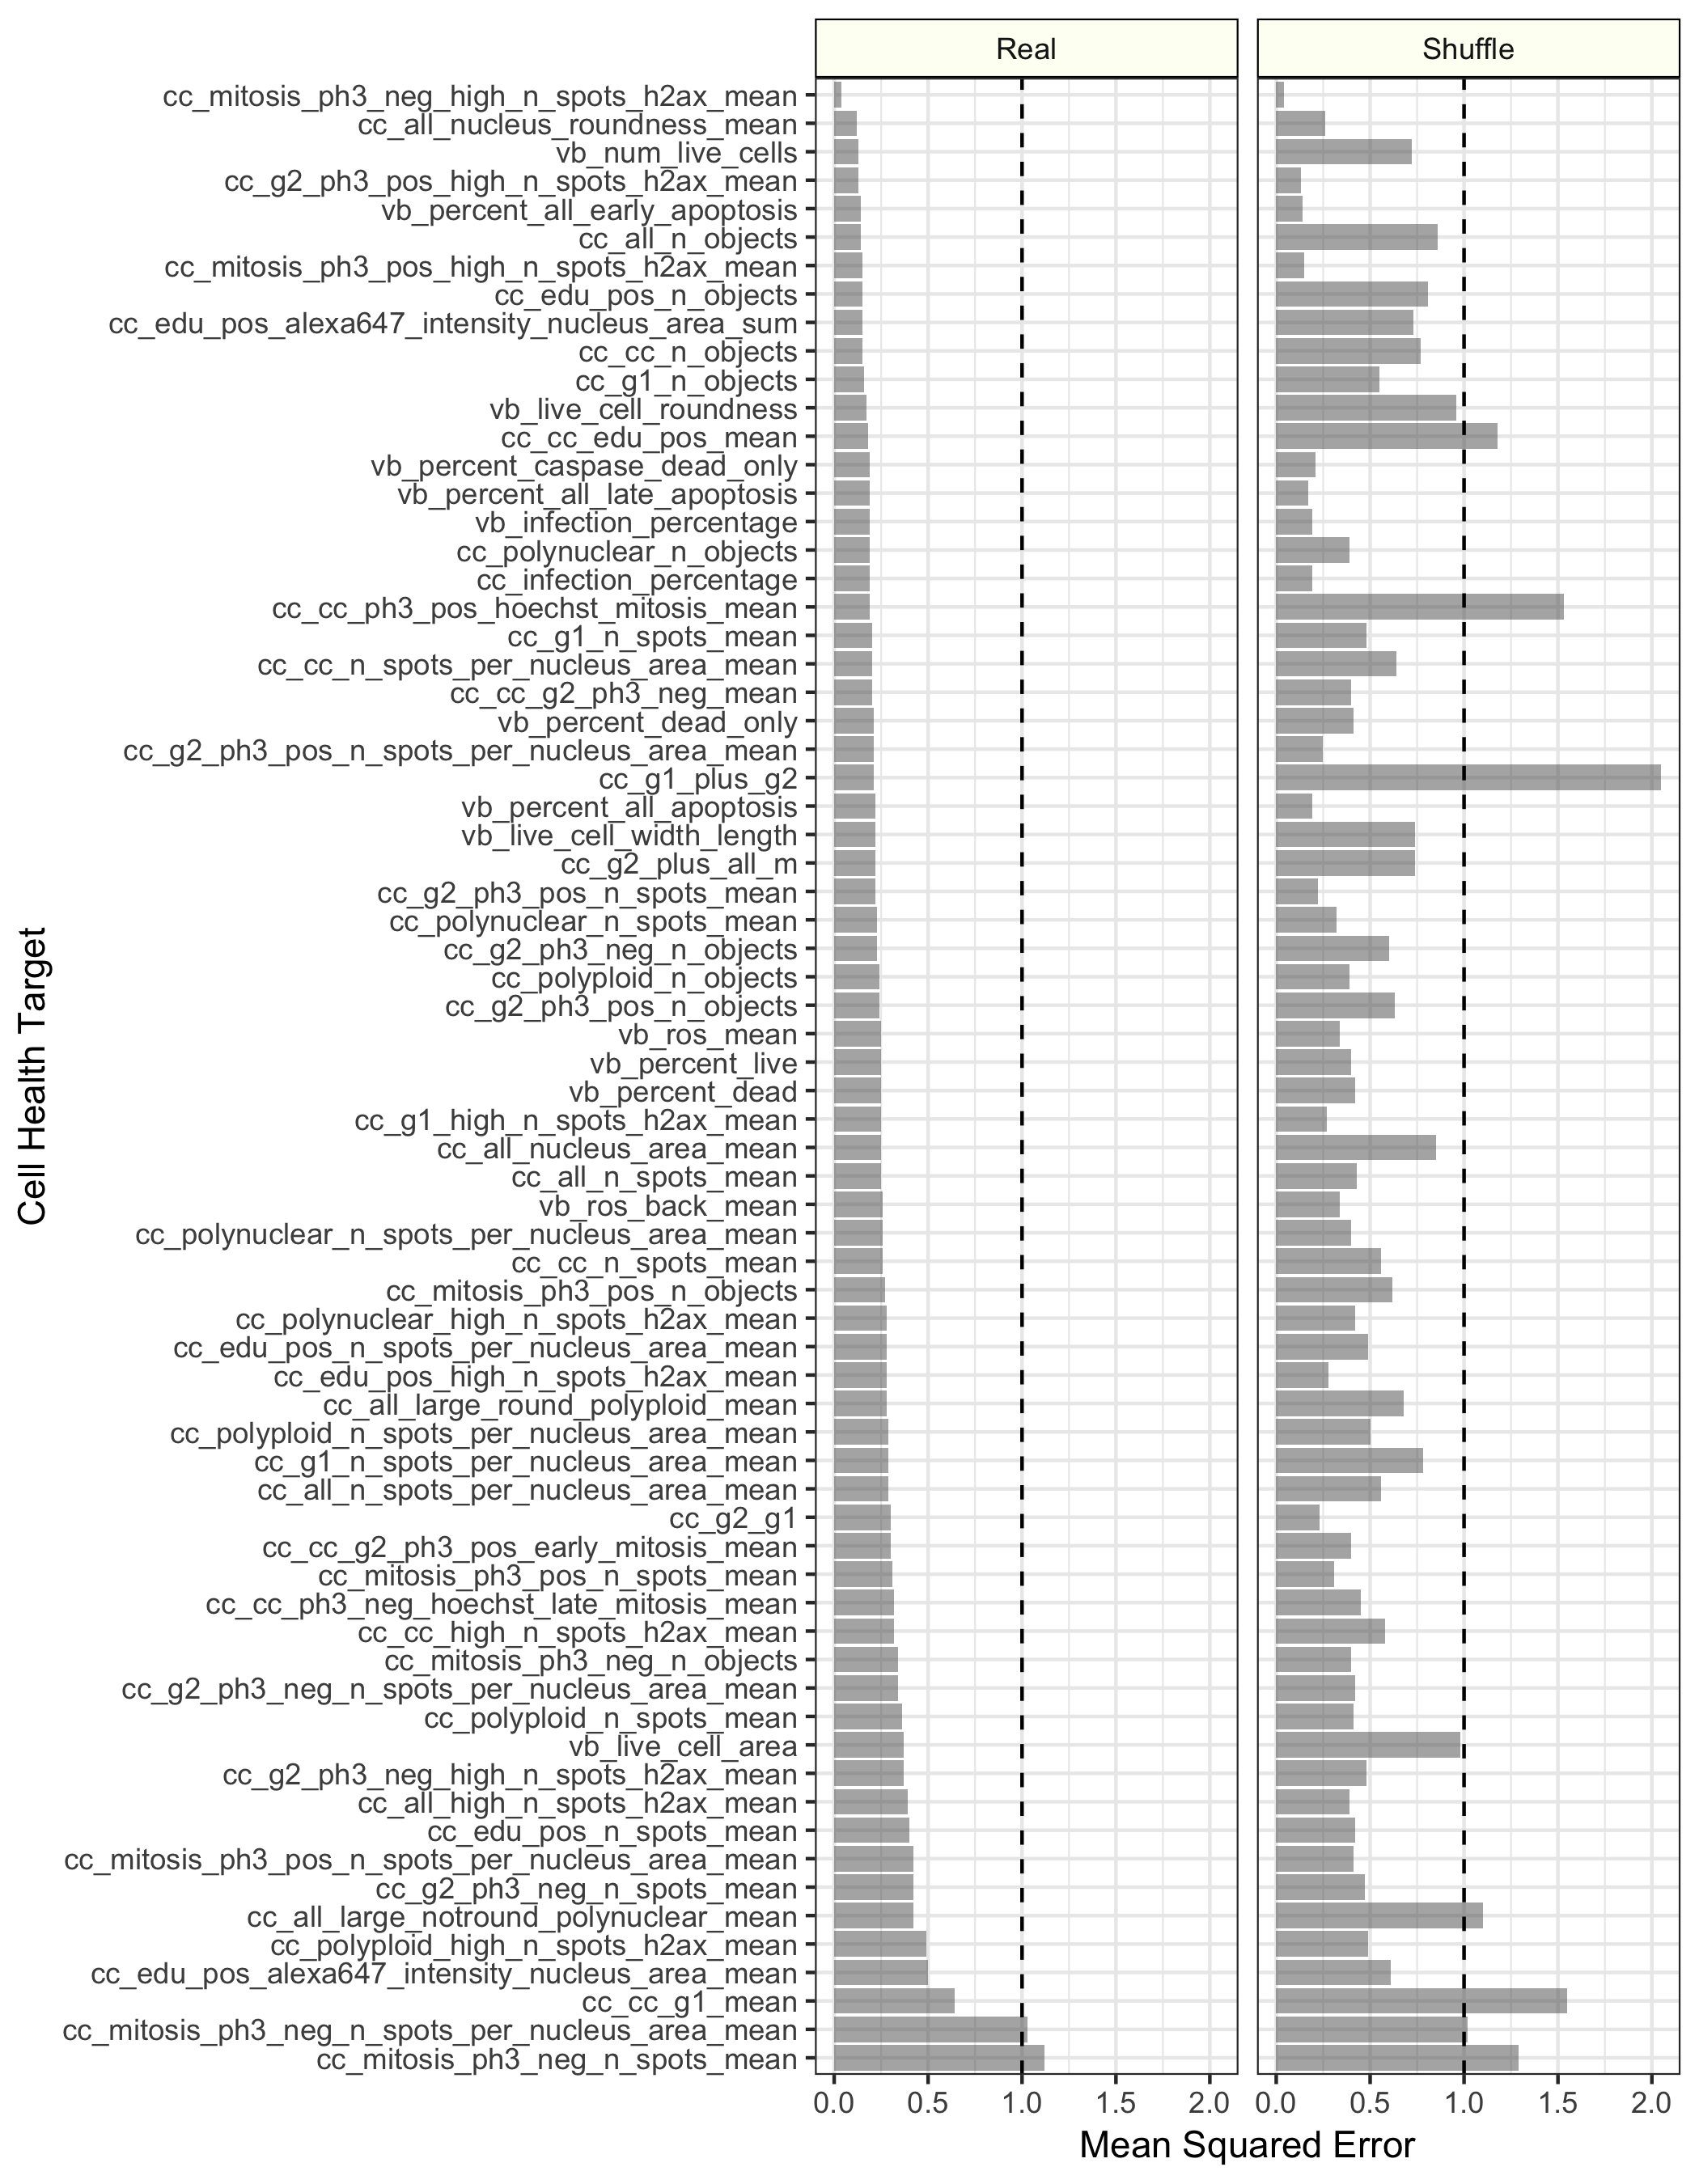 Real
Shuffle
cc_mitosis_ph3_neg_high_n_spots_h2ax_mean
cc_all_nucleus_roundness_mean
vb_num_live_cells
cc_g2_ph3_pos_high_n_spots_h2ax_mean
vb_percent_all_early_apoptosis
cc_all_n_objects
cc_mitosis_ph3_pos_high_n_spots_h2ax_mean
cc_edu_pos_n_objects
cc_edu_pos_alexa647_intensity_nucleus_area_sum
cc_cc_n_objects
cc_g1_n_objects
vb_live_cell_roundness
cc_cc_edu_pos_mean
vb_percent_caspase_dead_only
vb_percent_all_late_apoptosis
vb_infection_percentage
cc_polynuclear_n_objects
cc_infection_percentage
cc_cc_ph3_pos_hoechst_mitosis_mean
cc_g1_n_spots_mean
cc_cc_n_spots_per_nucleus_area_mean
cc_cc_g2_ph3_neg_mean
vb_percent_dead_only
cc_g2_ph3_pos_n_spots_per_nucleus_area_mean
cc_g1_plus_g2
vb_percent_all_apoptosis
vb_live_cell_width_length
cc_g2_plus_all_m
cc_g2_ph3_pos_n_spots_mean
cc_polynuclear_n_spots_mean
cc_g2_ph3_neg_n_objects
cc_polyploid_n_objects
cc_g2_ph3_pos_n_objects
vb_ros_mean
vb_percent_live
vb_percent_dead
cc_g1_high_n_spots_h2ax_mean
cc_all_nucleus_area_mean
cc_all_n_spots_mean
vb_ros_back_mean
cc_polynuclear_n_spots_per_nucleus_area_mean
cc_cc_n_spots_mean
cc_mitosis_ph3_pos_n_objects
cc_polynuclear_high_n_spots_h2ax_mean
cc_edu_pos_n_spots_per_nucleus_area_mean
cc_edu_pos_high_n_spots_h2ax_mean
cc_all_large_round_polyploid_mean
cc_polyploid_n_spots_per_nucleus_area_mean
cc_g1_n_spots_per_nucleus_area_mean
cc_all_n_spots_per_nucleus_area_mean
cc_g2_g1
cc_cc_g2_ph3_pos_early_mitosis_mean
cc_mitosis_ph3_pos_n_spots_mean
cc_cc_ph3_neg_hoechst_late_mitosis_mean
cc_cc_high_n_spots_h2ax_mean
cc_mitosis_ph3_neg_n_objects
cc_g2_ph3_neg_n_spots_per_nucleus_area_mean
cc_polyploid_n_spots_mean
vb_live_cell_area
cc_g2_ph3_neg_high_n_spots_h2ax_mean
cc_all_high_n_spots_h2ax_mean
cc_edu_pos_n_spots_mean
cc_mitosis_ph3_pos_n_spots_per_nucleus_area_mean
cc_g2_ph3_neg_n_spots_mean
cc_all_large_notround_polynuclear_mean
cc_polyploid_high_n_spots_h2ax_mean
cc_edu_pos_alexa647_intensity_nucleus_area_mean
cc_cc_g1_mean
cc_mitosis_ph3_neg_n_spots_per_nucleus_area_mean
cc_mitosis_ph3_neg_n_spots_mean
Cell Health Target
0.0 0.5 1.0 1.5 2.0
0.0 0.5 1.0 1.5 2.0
Mean Squared Error